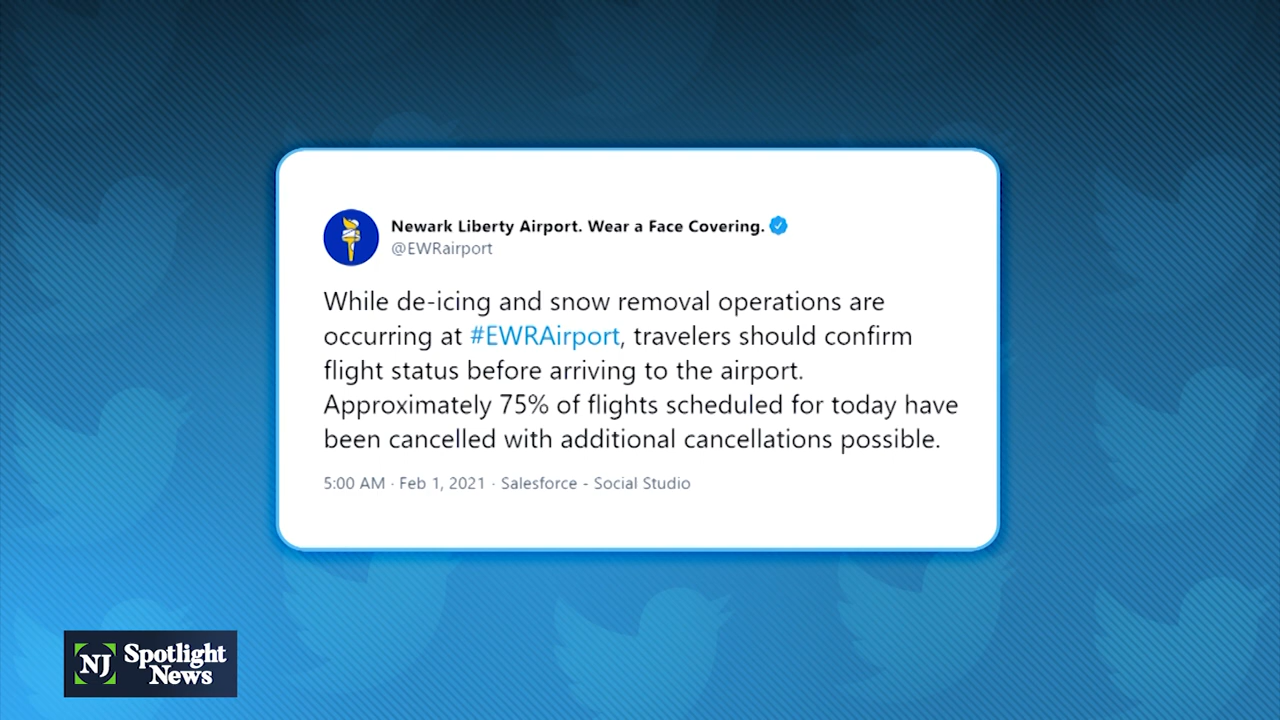 Newark Liberty Airport. Wear a Face Covering.
@EWRairport
While de-icing and snow removal operations are
occurring at #EWRAirport, travelers should confirm
flight status before arriving to the airport.
Approximately 75% of flights scheduled for today have
been cancelled with additional cancellations possible.
5:00 AM · Feb 1, 2021 · Salesforce - Social Studio
NJ Spotlight
News